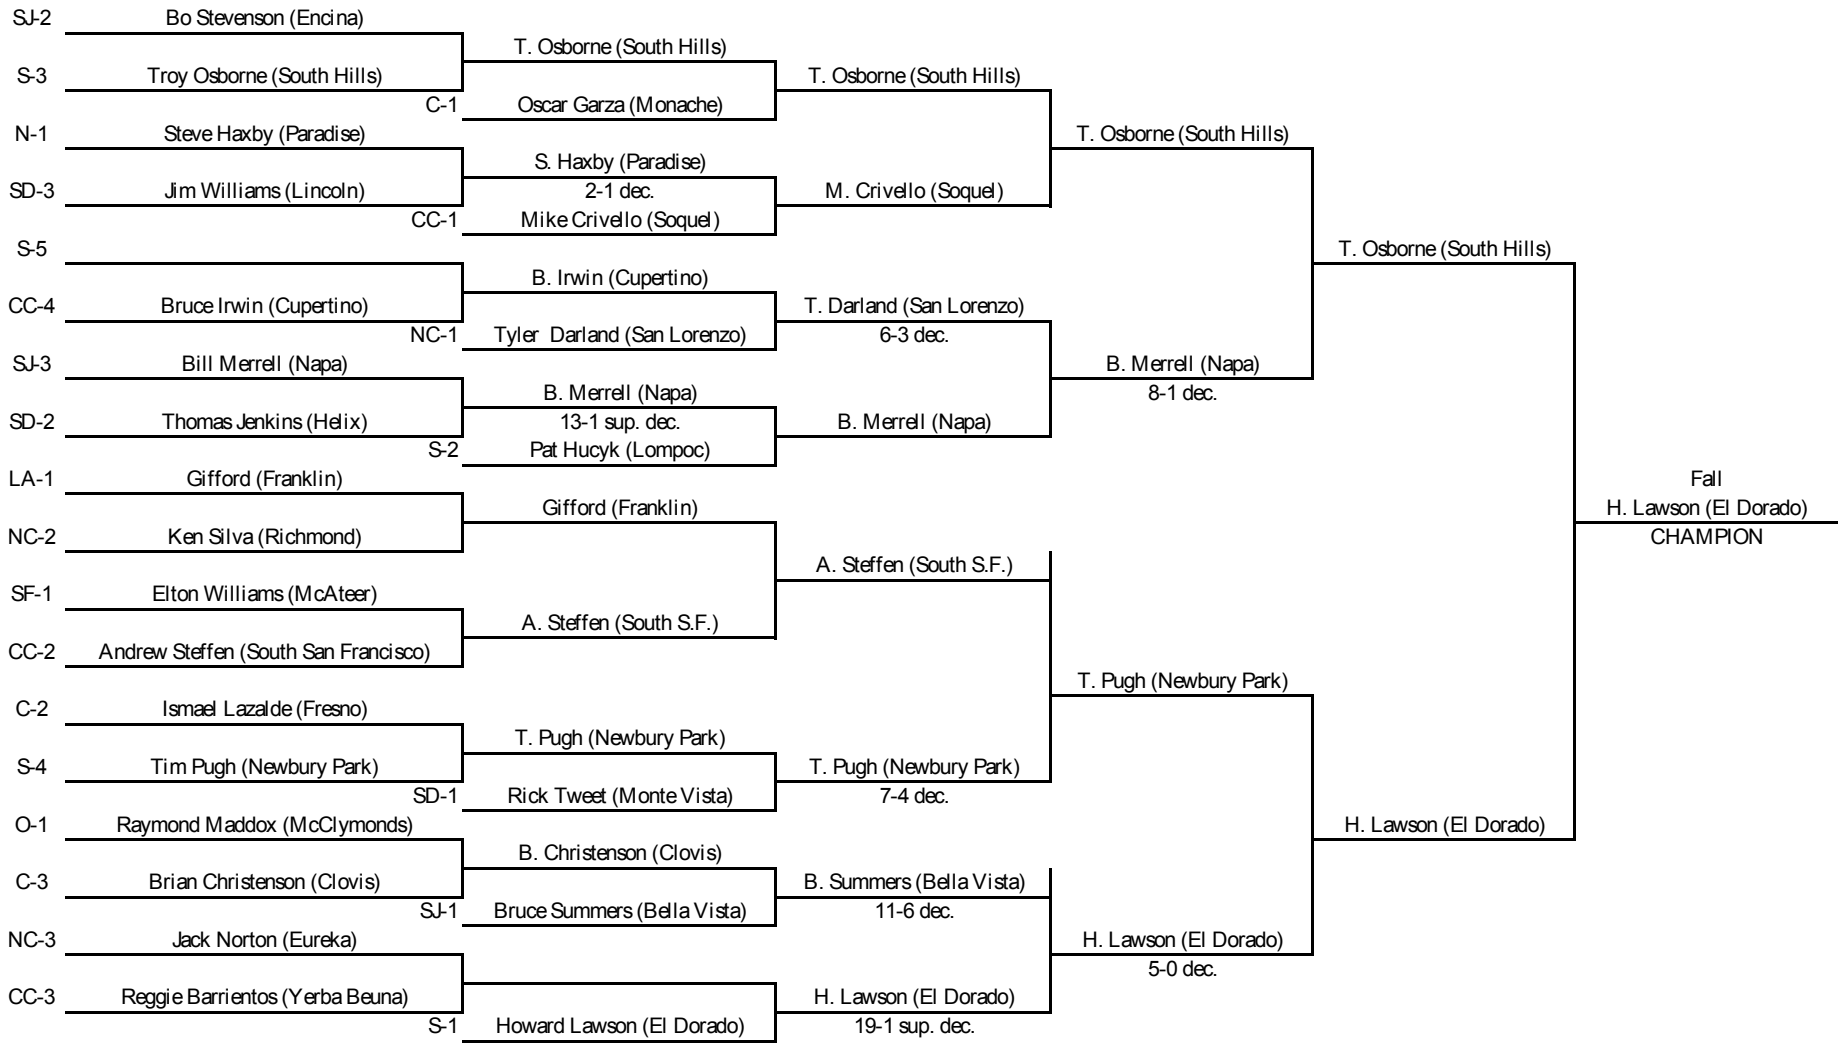 SJ-2 Bo Stevenson (Encina)
T. Osborne (South Hills)
S-3 Troy Osborne (South Hills) T. Osborne (South Hills)
C-1 Oscar Garza (Monache)
N-1 Steve Haxby (Paradise) T. Osborne (South Hills)
S. Haxby (Paradise)
SD-3 Jim Williams (Lincoln) 2-1 dec. M. Crivello (Soquel)
CC-1 Mike Crivello (Soquel)
S-5 T. Osborne (South Hills)
B. Irwin (Cupertino)
CC-4 Bruce Irwin (Cupertino) T. Darland (San Lorenzo)
NC-1 Tyler Darland (San Lorenzo) 6-3 dec.
SJ-3 Bill Merrell (Napa) B. Merrell (Napa)
B. Merrell (Napa) 8-1 dec.
SD-2 Thomas Jenkins (Helix) 13-1 sup. dec. B. Merrell (Napa)
S-2 Pat Hucyk (Lompoc)
LA-1 Gifford (Franklin) Fall
Gifford (Franklin) H. Lawson (El Dorado)
NC-2 Ken Silva (Richmond) CHAMPION
A. Steffen (South S.F.)
SF-1 Elton Williams (McAteer)
A. Steffen (South S.F.)
CC-2 Andrew Steffen (South San Francisco)
T. Pugh (Newbury Park)
C-2 Ismael Lazalde (Fresno)
T. Pugh (Newbury Park)
S-4 Tim Pugh (Newbury Park) T. Pugh (Newbury Park)
SD-1 Rick Tweet (Monte Vista) 7-4 dec.
O-1 Raymond Maddox (McClymonds) H. Lawson (El Dorado)
B. Christenson (Clovis)
C-3 Brian Christenson (Clovis) B. Summers (Bella Vista)
SJ-1 Bruce Summers (Bella Vista) 11-6 dec.
NC-3 Jack Norton (Eureka) H. Lawson (El Dorado)
5-0 dec.
CC-3 Reggie Barrientos (Yerba Beuna) H. Lawson (El Dorado)
S-1 Howard Lawson (El Dorado) 19-1 sup. dec.